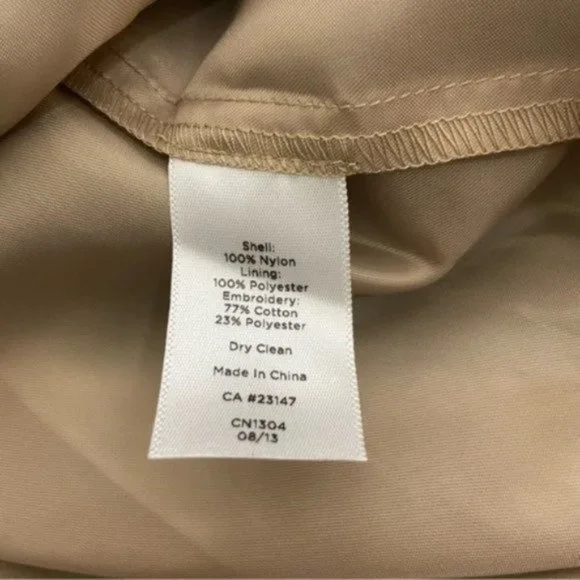 Shell:
100% Nylon
Lining:
100% Polyester
Embroidery:
77% Cotton
23% Polyester
Dry Clean
Made In China
CA #23147
CN1304
08/13